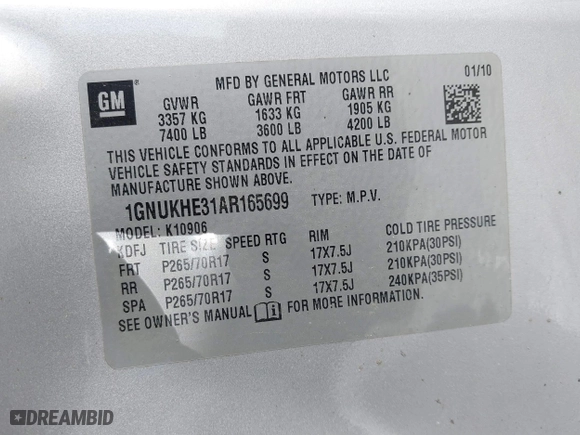 MFD BY GENERAL MOTORS LLC 01/10
GM
GVWR GAWR FRT GAWR RR
3357 KG 1633 KG 1905 KG
7400 LB 3600 LB 4200 LB
THIS VEHICLE CONFORMS TO ALL APPLICABLE U.S. FEDERAL MOTOR
VEHICLE SAFETY STANDARDS IN EFFECT ON THE DATE OF
MANUFACTURE SHOWN ABOVE.
1GNUKHE31AR165699 TYPE: M.P.V.
MODEL: K10906
KDFJ TIRE SIZE SPEED RTG RIM COLD TIRE PRESSURE
FRT P265/70R17 S 17X7.5J 210KPA(30PSI)
RR P265/70R17 S 17X7.5J 210KPA(30PSI)
SPA P265/70R17 S 17X7.5J 240KPA(35PSI)
SEE OWNER'S MANUAL FOR MORE INFORMATION.
DREAMBID